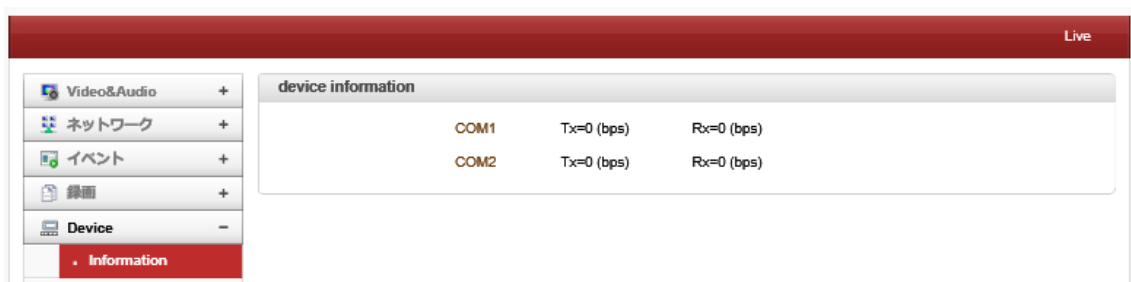 Live
Video&Audio +
ネットワーク +
イベント +
録画 +
Device −
. Information
device information
COM1 Tx=0 (bps) Rx=0 (bps)
COM2 Tx=0 (bps) Rx=0 (bps)